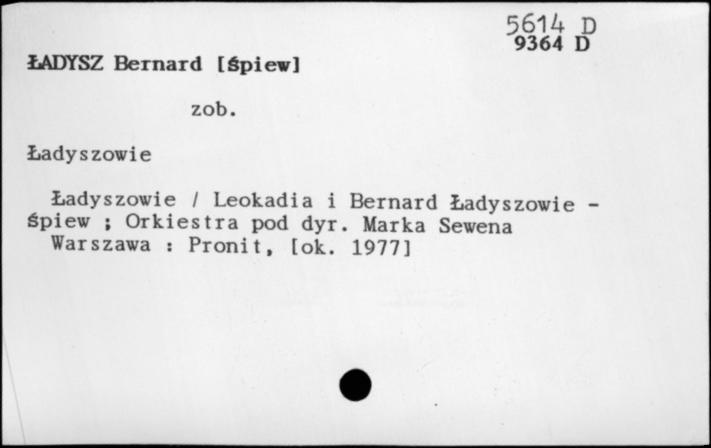 5614 D
9364 D
ŁADYSZ Bernard [śpiew]
zob.
Ładyszowie
Ładyszowie / Leokadia i Bernard Ładyszowie -
śpiew ; Orkiestra pod dyr. Marka Sewena
Warszawa : Pronit, [ok. 1977]